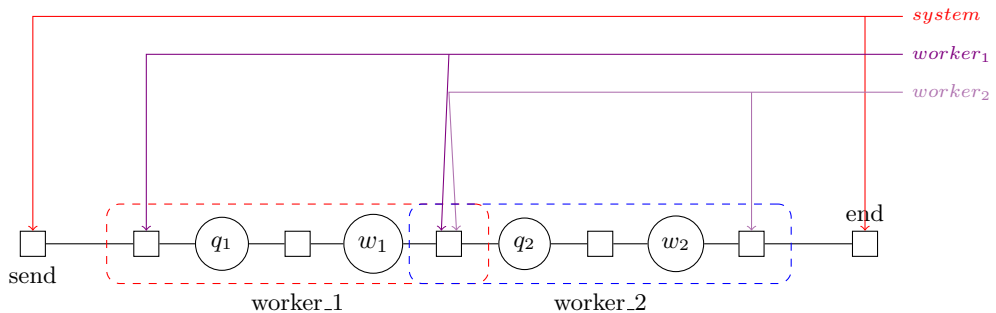 system
worker₁
worker₂
end
q₁
w₁
q₂
w₂
send
worker_1
worker_2